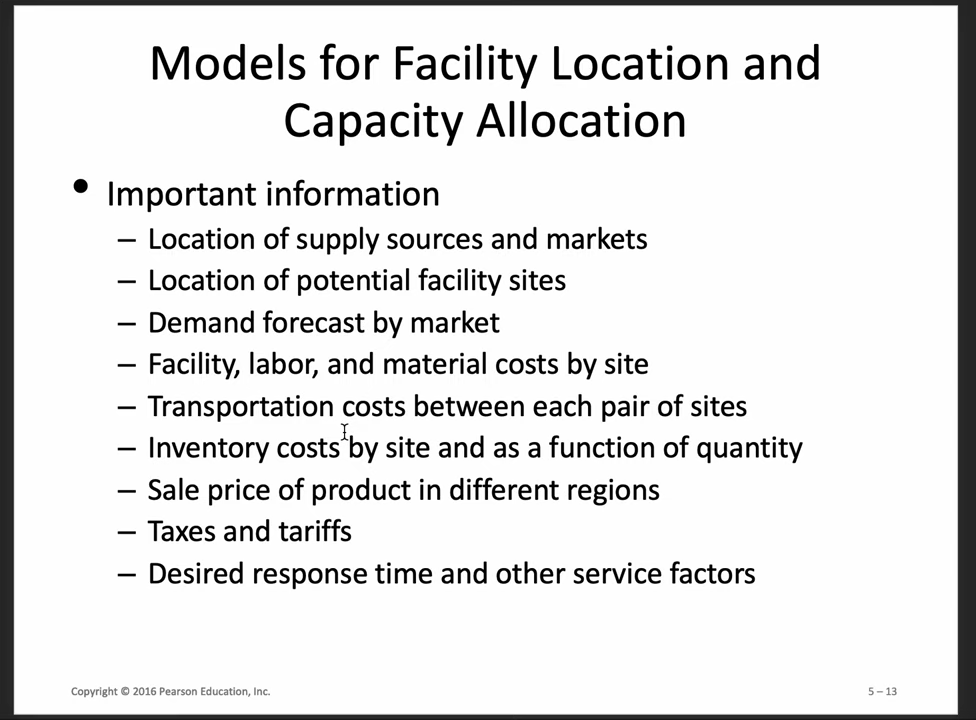 Models for Facility Location and
Capacity Allocation
• Important information
– Location of supply sources and markets
– Location of potential facility sites
– Demand forecast by market
– Facility, labor, and material costs by site
– Transportation costs between each pair of sites
– Inventory costs by site and as a function of quantity
– Sale price of product in different regions
– Taxes and tariffs
– Desired response time and other service factors
Copyright © 2016 Pearson Education, Inc.
5 – 13